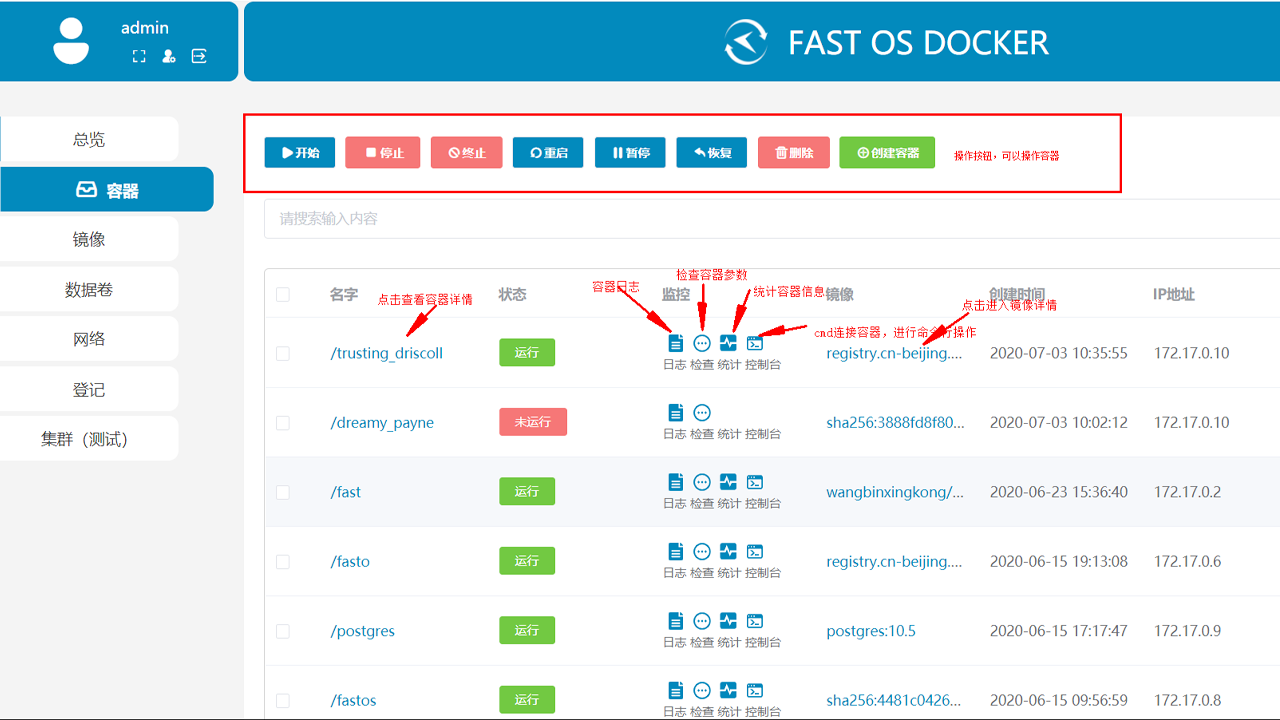 admin
FAST OS DOCKER
总览
容器
镜像
数据卷
网络
登记
集群（测试）
开始 停止 终止 重启 暂停 恢复 删除 创建容器 操作按钮，可以操作容器
请搜索输入内容
检查容器参数
容器日志 统计容器信息
点击查看容器详情 点击进入镜像详情
名字 状态 监控 镜像 创建时间 IP地址
cmd连接容器，进行命令行操作
/trusting_driscoll 运行 日志 检查 统计 控制台 registry.cn-beijing.... 2020-07-03 10:35:55 172.17.0.10
/dreamy_payne 未运行 日志 检查 统计 控制台 sha256:3888fd8f80... 2020-07-03 10:02:12 172.17.0.10
/fast 运行 日志 检查 统计 控制台 wangbinxingkong/... 2020-06-23 15:36:40 172.17.0.2
/fasto 运行 日志 检查 统计 控制台 registry.cn-beijing.... 2020-06-15 19:13:08 172.17.0.6
/postgres 运行 日志 检查 统计 控制台 postgres:10.5 2020-06-15 17:17:47 172.17.0.9
/fastos 运行 日志 检查 统计 控制台 sha256:4481c0426... 2020-06-15 09:56:59 172.17.0.8